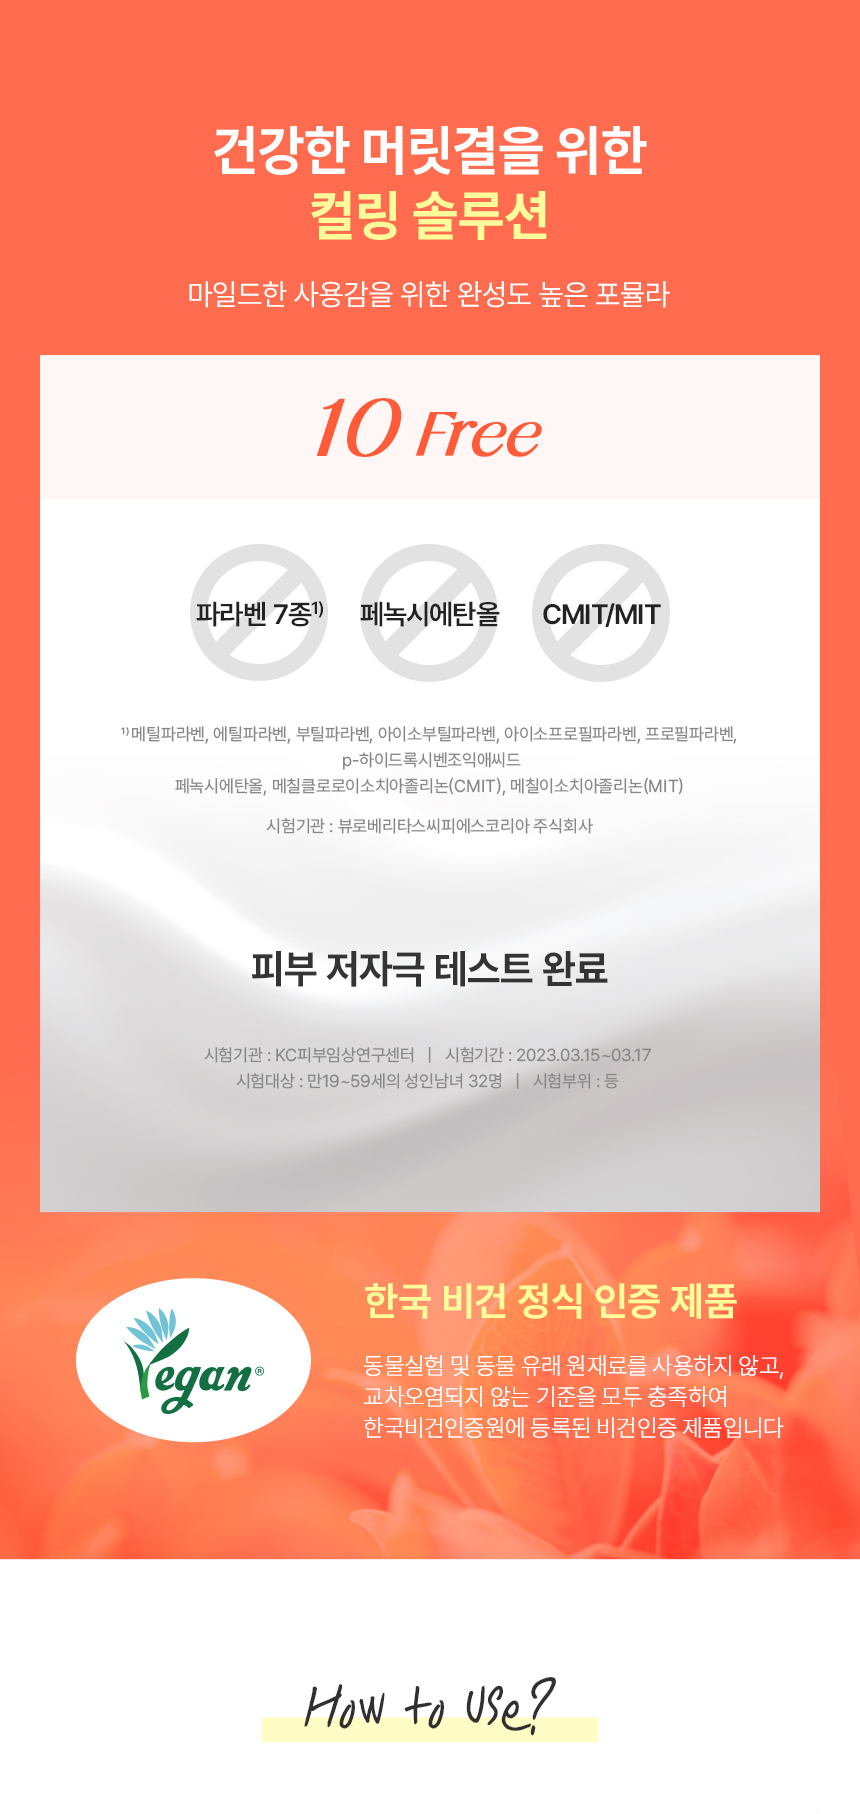 건강한 머릿결을 위한
컬링 솔루션
마일드한 사용감을 위한 완성도 높은 포뮬라
10 Free
파라벤 7종¹⁾ 페녹시에탄올 CMIT/MIT
¹⁾메틸파라벤, 에틸파라벤, 부틸파라벤, 아이소부틸파라벤, 아이소프로필파라벤, 프로필파라벤,
p-하이드록시벤조익애씨드
페녹시에탄올, 메칠클로로이소치아졸리논(CMIT), 메칠이소치아졸리논(MIT)
시험기관 : 뷰로베리타스씨피에스코리아 주식회사
피부 저자극 테스트 완료
시험기관 : KC피부임상연구센터 | 시험기간 : 2023.03.15~03.17
시험대상 : 만19~59세의 성인남녀 32명 | 시험부위 : 등
Vegan®
한국 비건 정식 인증 제품
동물실험 및 동물 유래 원재료를 사용하지 않고,
교차오염되지 않는 기준을 모두 충족하여
한국비건인증원에 등록된 비건인증 제품입니다
How to use?